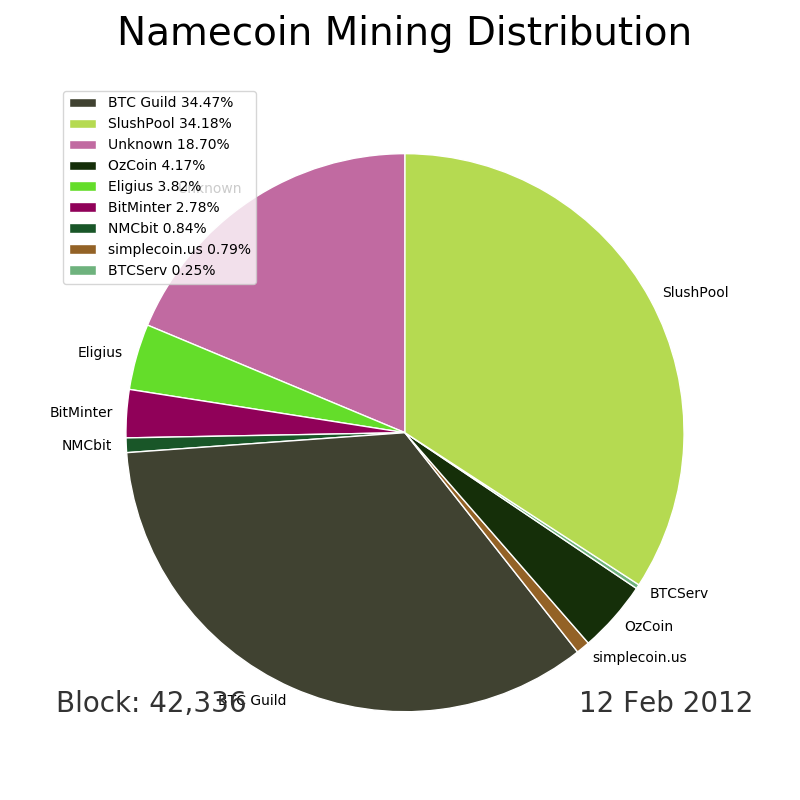 Namecoin Mining Distribution
BTC Guild 34.47%
SlushPool 34.18%
Unknown 18.70%
OzCoin 4.17%
Eligius 3.82%
BitMinter 2.78%
NMCbit 0.84%
simplecoin.us 0.79%
BTCServ 0.25%
Unknown
SlushPool
Eligius
BitMinter
NMCbit
BTCServ
OzCoin
simplecoin.us
BTC Guild
Block: 42,336
12 Feb 2012